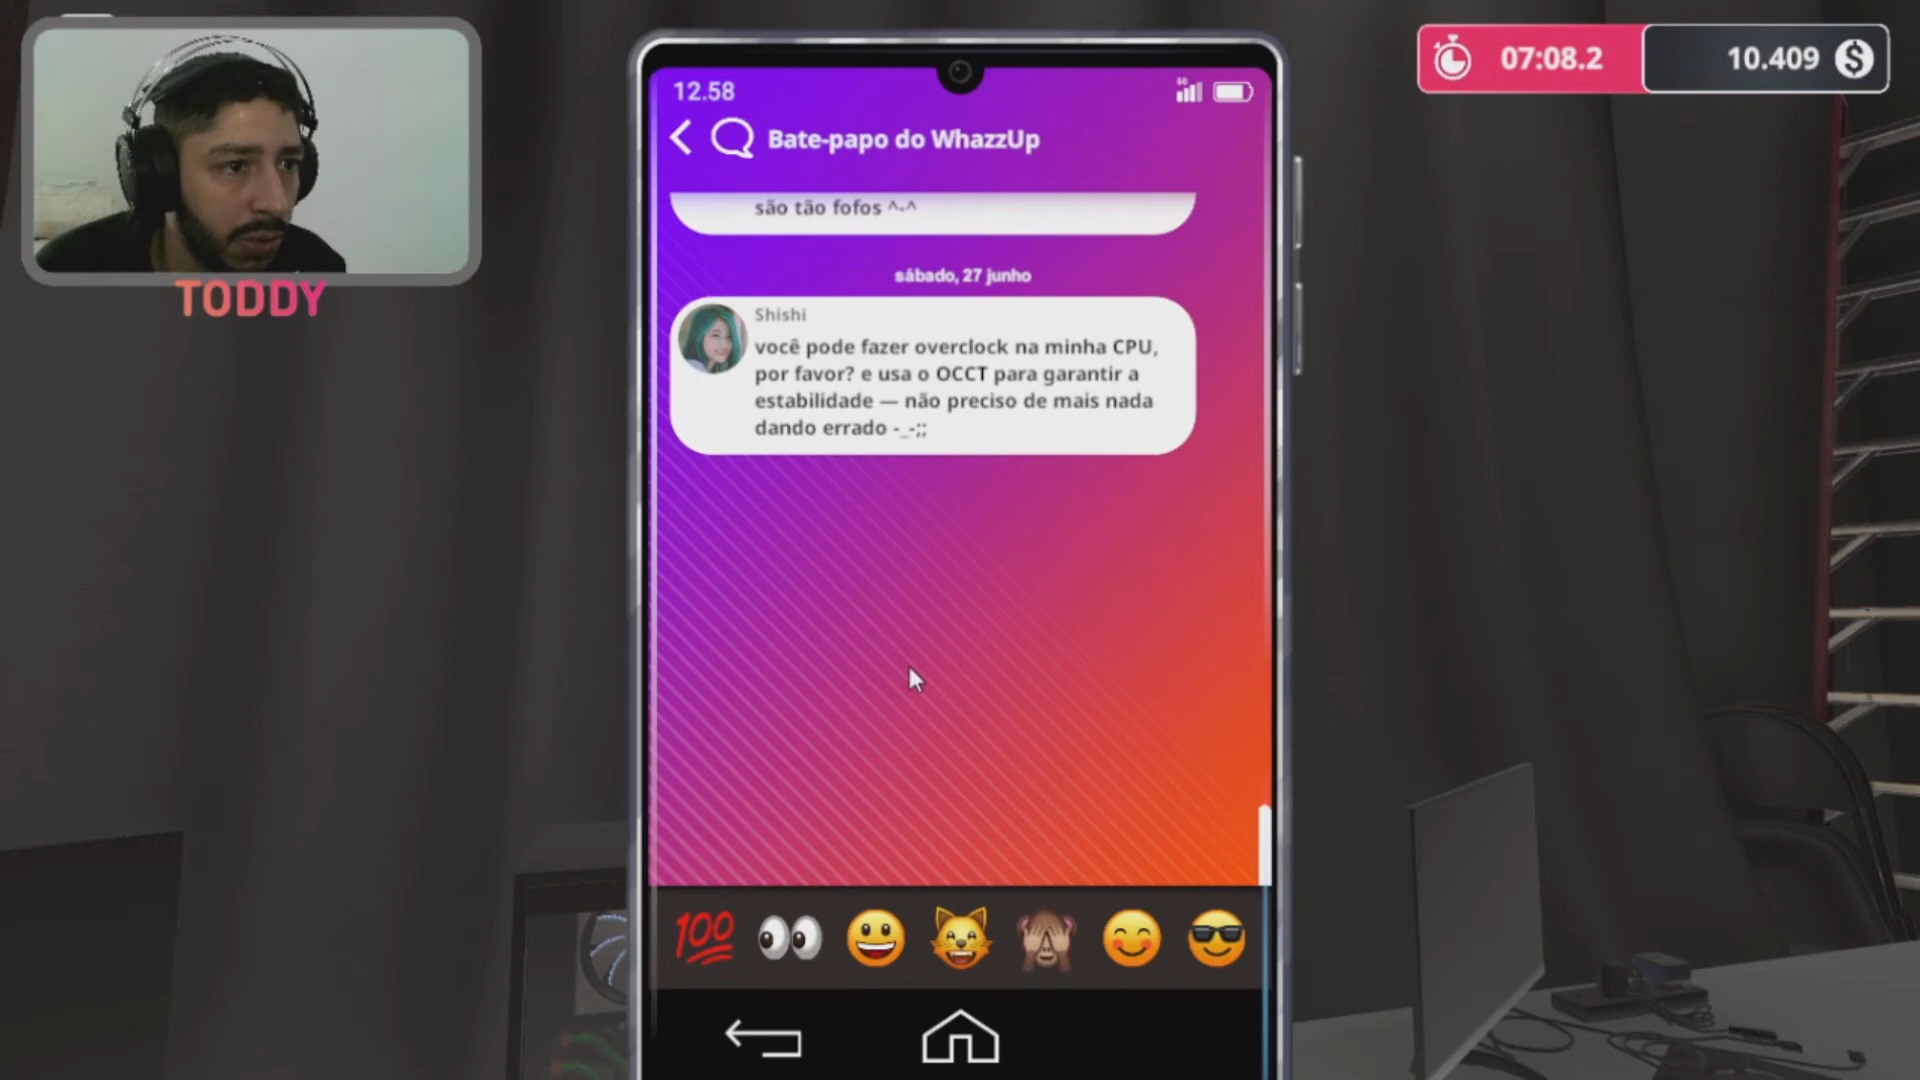 07:08.2
10.409
12.58
Bate-papo do WhazzUp
são tão fofos ^-^
TODDY
sábado, 27 junho
Shishi
você pode fazer overclock na minha CPU,
por favor? e usa o OCCT para garantir a
estabilidade — não preciso de mais nada
dando errado -_-;;
100